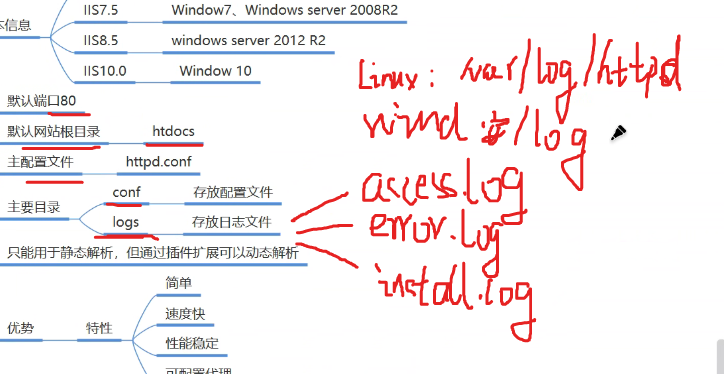 本信息
IIS7.5 Window7、Windows server 2008R2
IIS8.5 windows server 2012 R2
IIS10.0 Window 10
默认端口80
默认网站根目录 htdocs
主配置文件 httpd.conf
主要目录
conf 存放配置文件
logs 存放日志文件
只能用于静态解析，但通过插件扩展可以动态解析
优势 特性
简单
速度快
性能稳定
可配置代理
Linux: var/log/httpd
/log
access.log
error.log
install.log